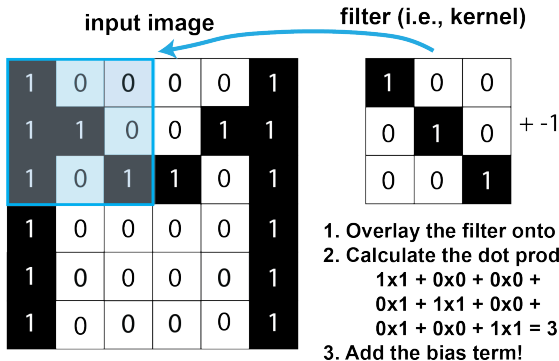 input image
filter (i.e., kernel)
1 0 0 0 0 1
1 1 0 0 1 1
1 0 1 1 0 1
1 0 0 0 0 1
1 0 0 0 0 1
1 0 0 0 0 1
1 0 0
0 1 0 + -1
0 0 1
1. Overlay the filter onto
2. Calculate the dot prod
1x1 + 0x0 + 0x0 +
0x1 + 1x1 + 0x0 +
0x1 + 0x0 + 1x1 = 3
3. Add the bias term!